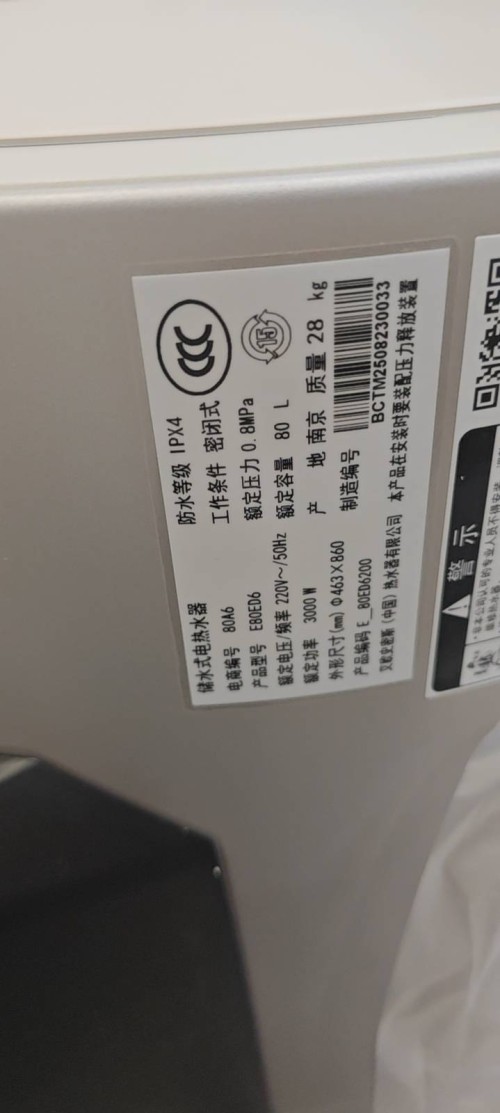 储水式电热水器
电商编号 80A6
产品型号 E80ED6
额定电压/频率 220V～/50Hz
额定功率 3000 W
外形尺寸(mm) Φ463×860
产品编码 E__80ED6200
艾欧史密斯（中国）热水器有限公司
防水等级 IPX4
工作条件 密闭式
额定压力 0.8MPa
额定容量 80 L
产 地 南京 质量 28 kg
制造编号
BCTM2508230033
本产品在安装时要装配压力释放装置
CCC
15
警 示